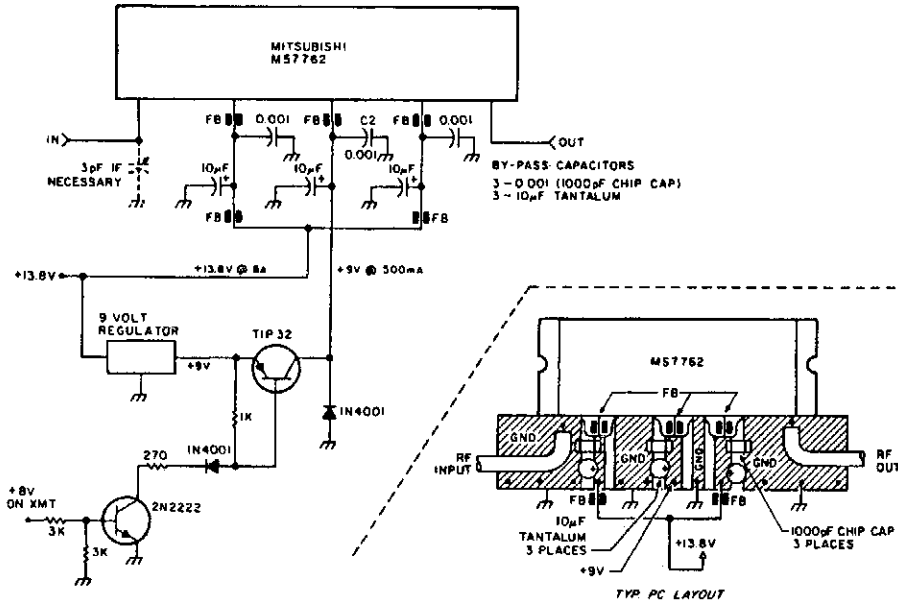 MITSUBISHI
M57762
IN
3pF IF
NECESSARY
FB
0.001
FB
C2
0.001
FB
0.001
OUT
10µF
+
10µF
+
10µF
+
FB
FB
BY-PASS CAPACITORS
3-0.001 (1000pF CHIP CAP)
3-10µF TANTALUM
+13.8V
+13.8V @ 8A
+9V @ 500mA
9 VOLT
REGULATOR
+9V
TIP 32
1K
1N4001
1N4001
270
+8V
ON XMT
3K
3K
2N2222
M57762
FB
GND
GND
GND
GND
RF
INPUT
RF
OUT
FB
FB
10µF
TANTALUM
3 PLACES
+9V
+13.8V
1000pF CHIP CAP
3 PLACES
TYP. PC LAYOUT